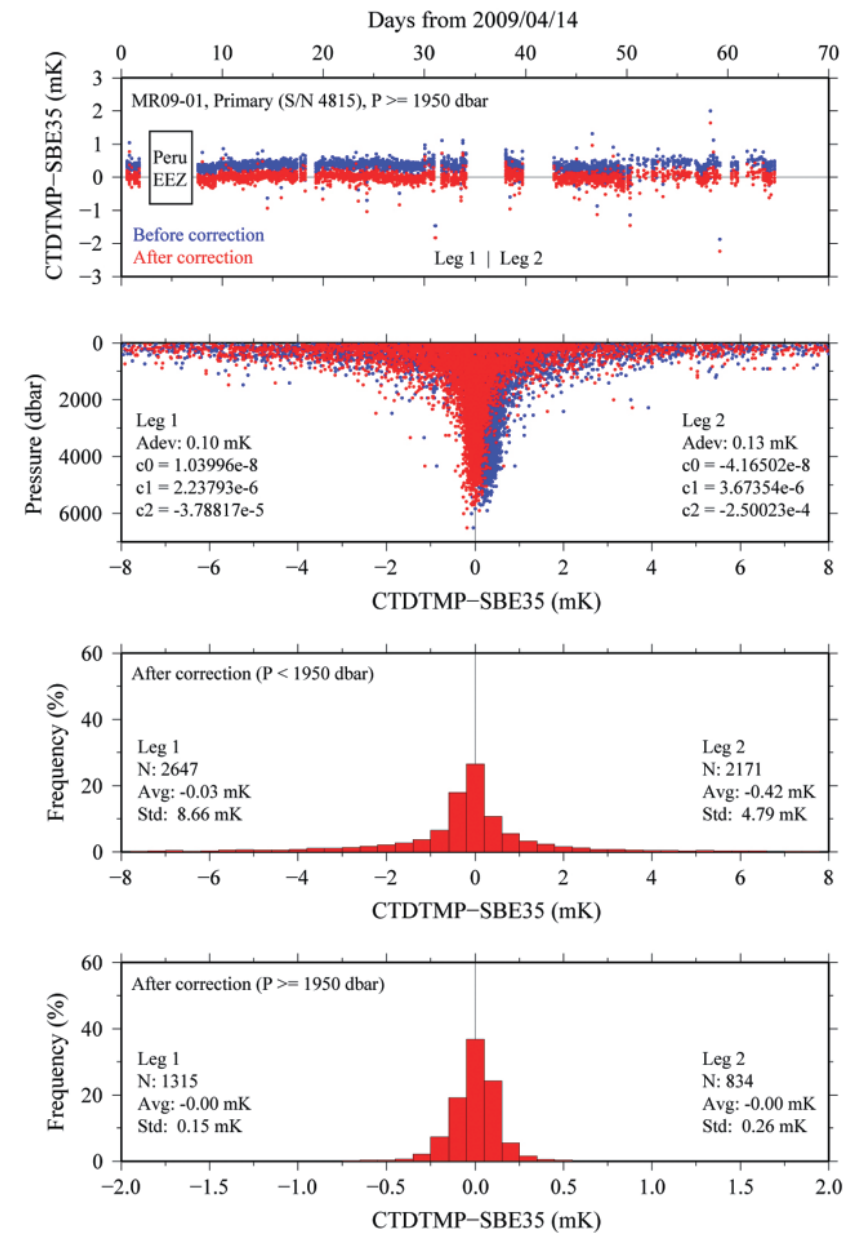 Days from 2009/04/14
0 10 20 30 40 50 60 70
CTDTMP−SBE35 (mK)
3
2
1
0
−1
−2
−3
MR09-01, Primary (S/N 4815), P >= 1950 dbar
Peru
EEZ
Before correction
After correction
Leg 1 | Leg 2
Pressure (dbar)
0
2000
4000
6000
Leg 1
Adev: 0.10 mK
c0 = 1.03996e-8
c1 = 2.23793e-6
c2 = -3.78817e-5
Leg 2
Adev: 0.13 mK
c0 = -4.16502e-8
c1 = 3.67354e-6
c2 = -2.50023e-4
−8 −6 −4 −2 0 2 4 6 8
CTDTMP−SBE35 (mK)
Frequency (%)
60
40
20
0
After correction (P < 1950 dbar)
Leg 1
N: 2647
Avg: -0.03 mK
Std: 8.66 mK
Leg 2
N: 2171
Avg: -0.42 mK
Std: 4.79 mK
−8 −6 −4 −2 0 2 4 6 8
CTDTMP−SBE35 (mK)
Frequency (%)
60
40
20
0
After correction (P >= 1950 dbar)
Leg 1
N: 1315
Avg: -0.00 mK
Std: 0.15 mK
Leg 2
N: 834
Avg: -0.00 mK
Std: 0.26 mK
−2.0 −1.5 −1.0 −0.5 0.0 0.5 1.0 1.5 2.0
CTDTMP−SBE35 (mK)